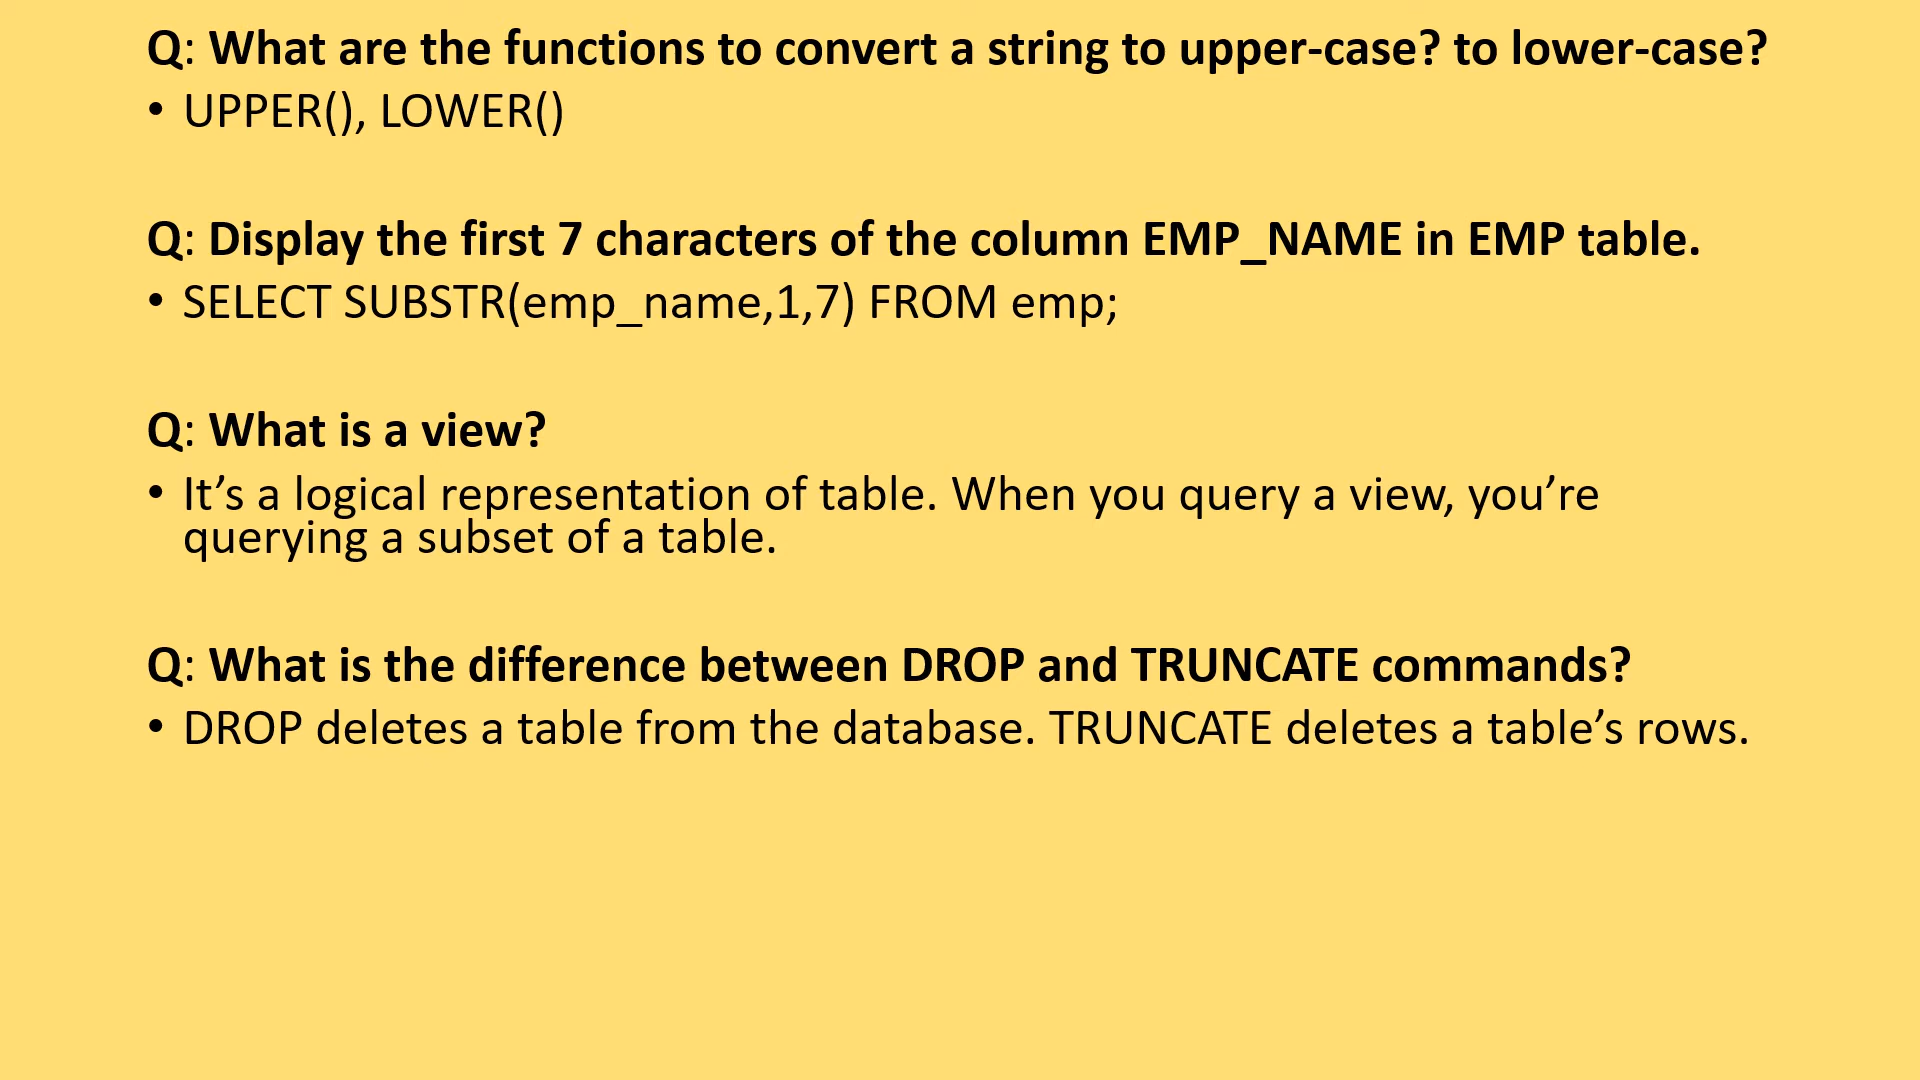 Q: What are the functions to convert a string to upper-case? to lower-case?
• UPPER(), LOWER()
Q: Display the first 7 characters of the column EMP_NAME in EMP table.
• SELECT SUBSTR(emp_name,1,7) FROM emp;
Q: What is a view?
• It’s a logical representation of table. When you query a view, you’re
querying a subset of a table.
Q: What is the difference between DROP and TRUNCATE commands?
• DROP deletes a table from the database. TRUNCATE deletes a table’s rows.